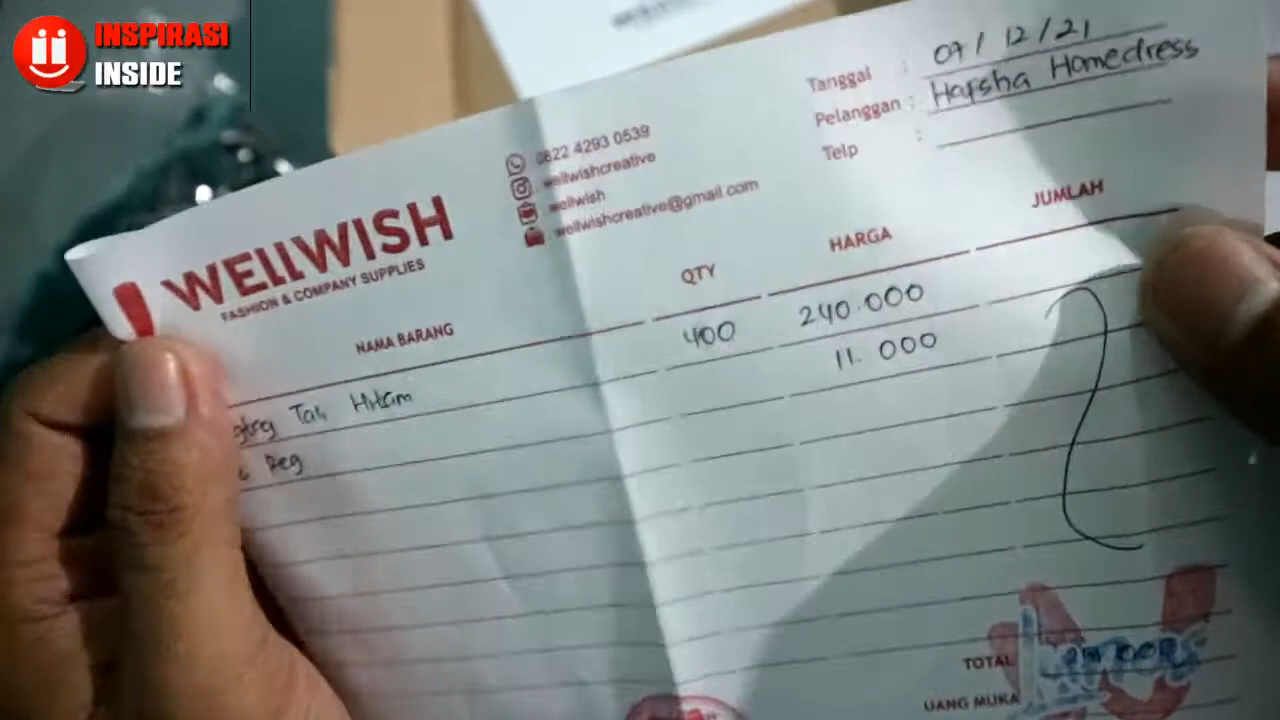 INSPIRASI
INSIDE
Tanggal : 07/12/21
Pelanggan : Hafsha Homedress
Telp :
0822 4293 0539
wellwishcreative
wellwish
wellwishcreative@gmail.com
WELLWISH
FASHION & COMPANY SUPPLIES
NAMA BARANG QTY HARGA JUMLAH
Tali Hitam 400 240.000
Reg 11.000
TOTAL
UANG MUKA